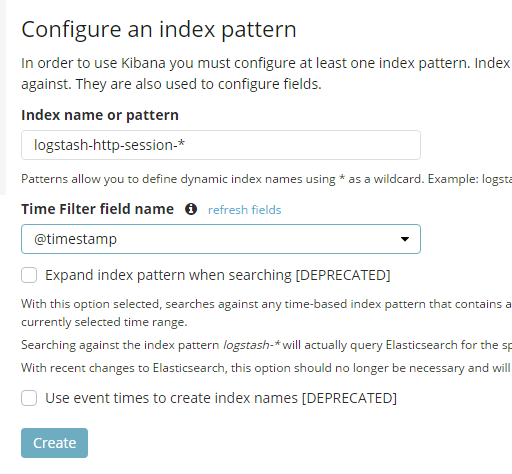 Configure an index pattern
In order to use Kibana you must configure at least one index pattern. Index
against. They are also used to configure fields.
Index name or pattern
logstash-http-session-*
Patterns allow you to define dynamic index names using * as a wildcard. Example: logsta
Time Filter field name refresh fields
@timestamp
Expand index pattern when searching [DEPRECATED]
With this option selected, searches against any time-based index pattern that contains a
currently selected time range.
Searching against the index pattern logstash-* will actually query Elasticsearch for the sp
With recent changes to Elasticsearch, this option should no longer be necessary and will
Use event times to create index names [DEPRECATED]
Create